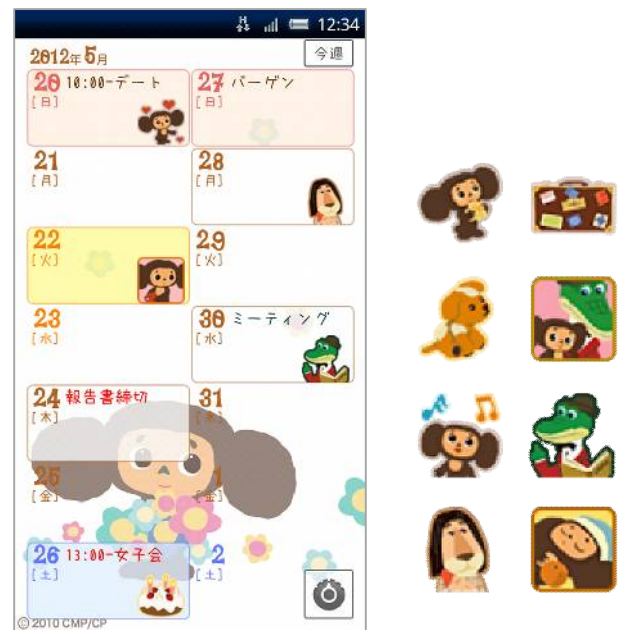 12:34
2012年5月
今週
20 10:00-デート
[日]
27 バーゲン
[日]
21
[月]
28
[月]
22
[火]
29
[火]
23
[水]
30 ミーティング
[水]
24 報告書締切
[木]
31
[木]
25
[金]
1
[金]
26 13:00-女子会
[土]
2
[土]
© 2010 CMP/CP